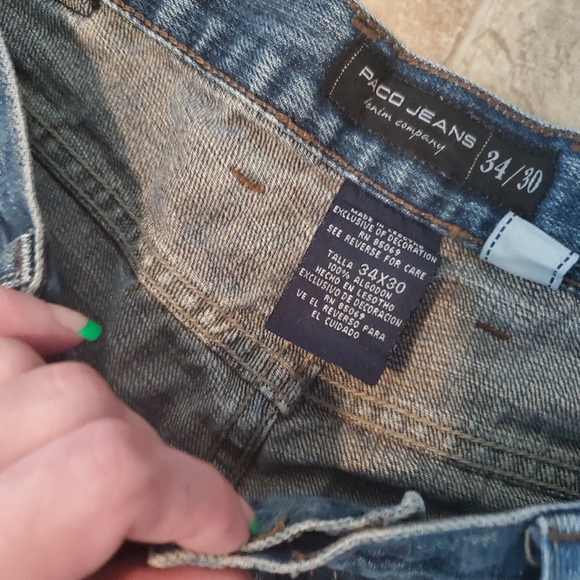 PACO JEANS
denim company
34/30
MADE IN LESOTHO
EXCLUSIVE OF DECORATION
RN 85069
SEE REVERSE FOR CARE
TALLA 34X30
100% ALGODON
HECHO EN LESOTHO
EXCLUSIVO DE DECORACION
RN 85069
VE EL REVERSO PARA
EL CUIDADO